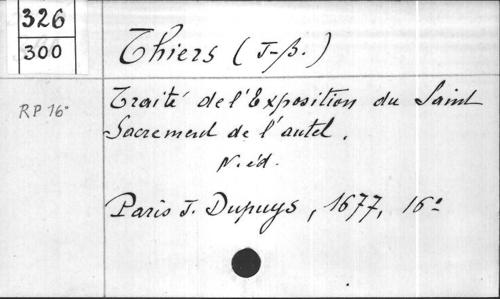 326
300
Thiers (J-B.)
RP 16°
Traité de l'Exposition du Saint
Sacrement de l'autel.
N. éd.
Paris J. Dupuys, 1677, 16°